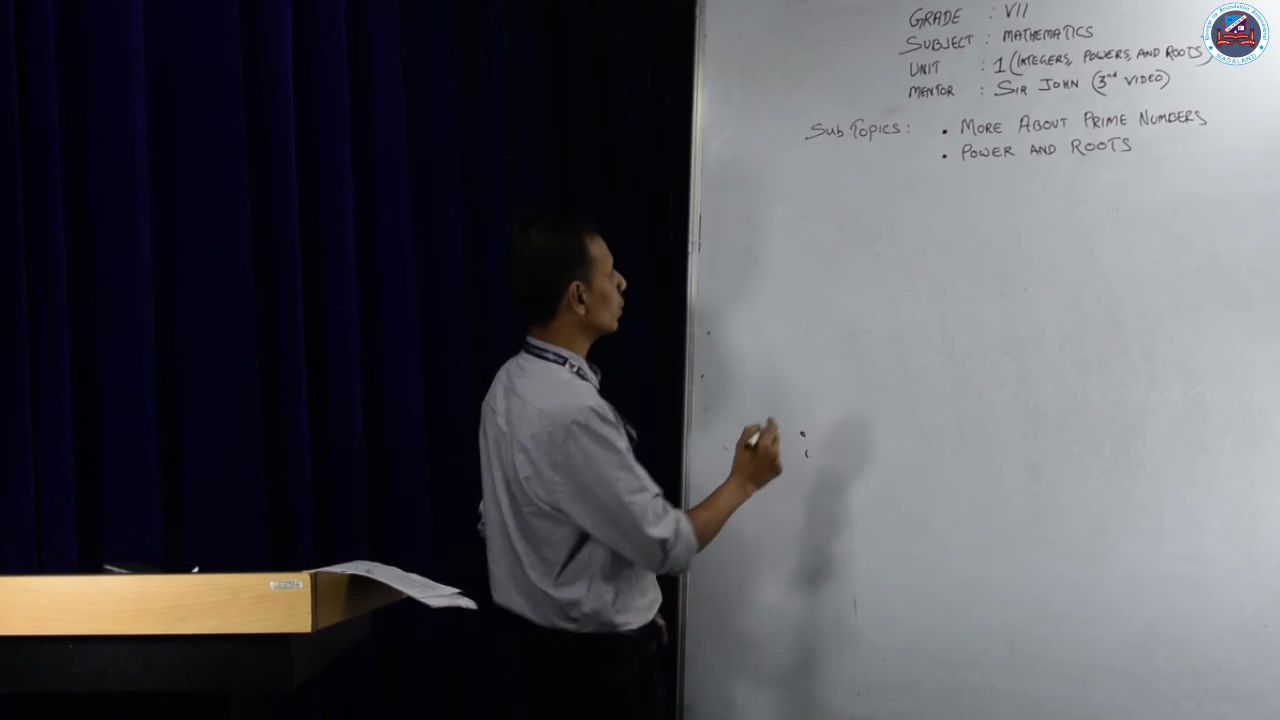 GRADE : VII
SUBJECT : MATHEMATICS
UNIT : 1 (INTEGERS, POWERS, AND ROOTS)
MENTOR : SIR JOHN (3rd VIDEO)
SUB TOPICS : • MORE ABOUT PRIME NUMBERS
• POWER AND ROOTS
NAGALAND